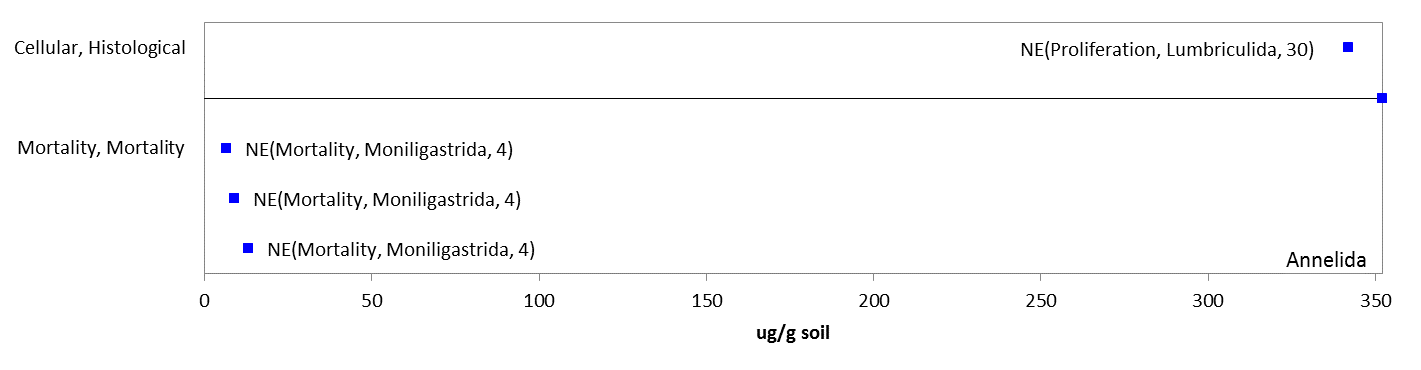 Cellular, Histological
NE(Proliferation, Lumbriculida, 30)
Mortality, Mortality
NE(Mortality, Moniligastrida, 4)
NE(Mortality, Moniligastrida, 4)
NE(Mortality, Moniligastrida, 4)
Annelida
0 50 100 150 200 250 300 350
ug/g soil